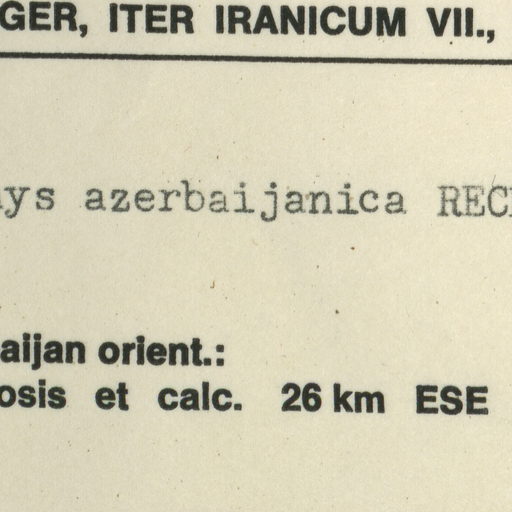 GER, ITER IRANICUM VII.,
ys azerbaijanica REC
aijan orient.:
osis et calc. 26 km ESE